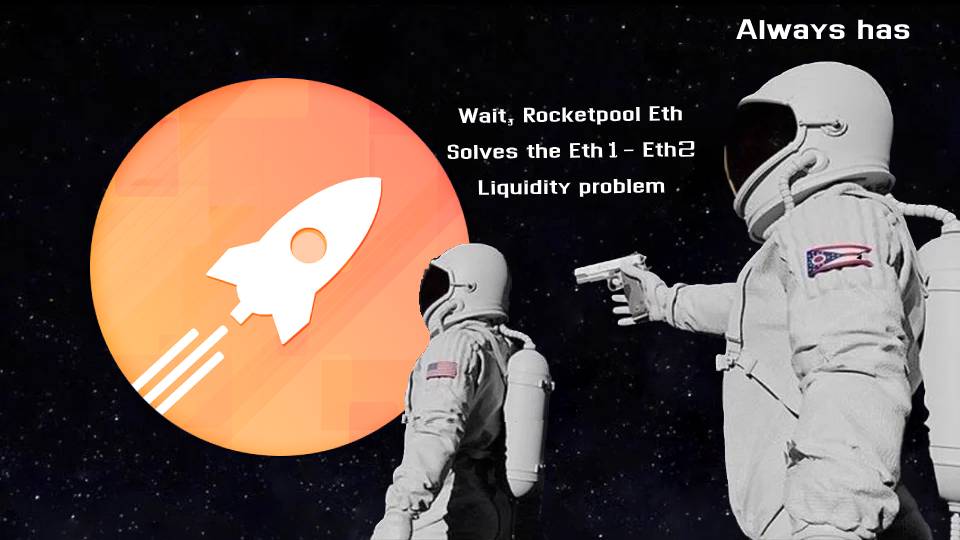 Always has
Wait, Rocketpool Eth
Solves the Eth1 - Eth2
Liquidity problem